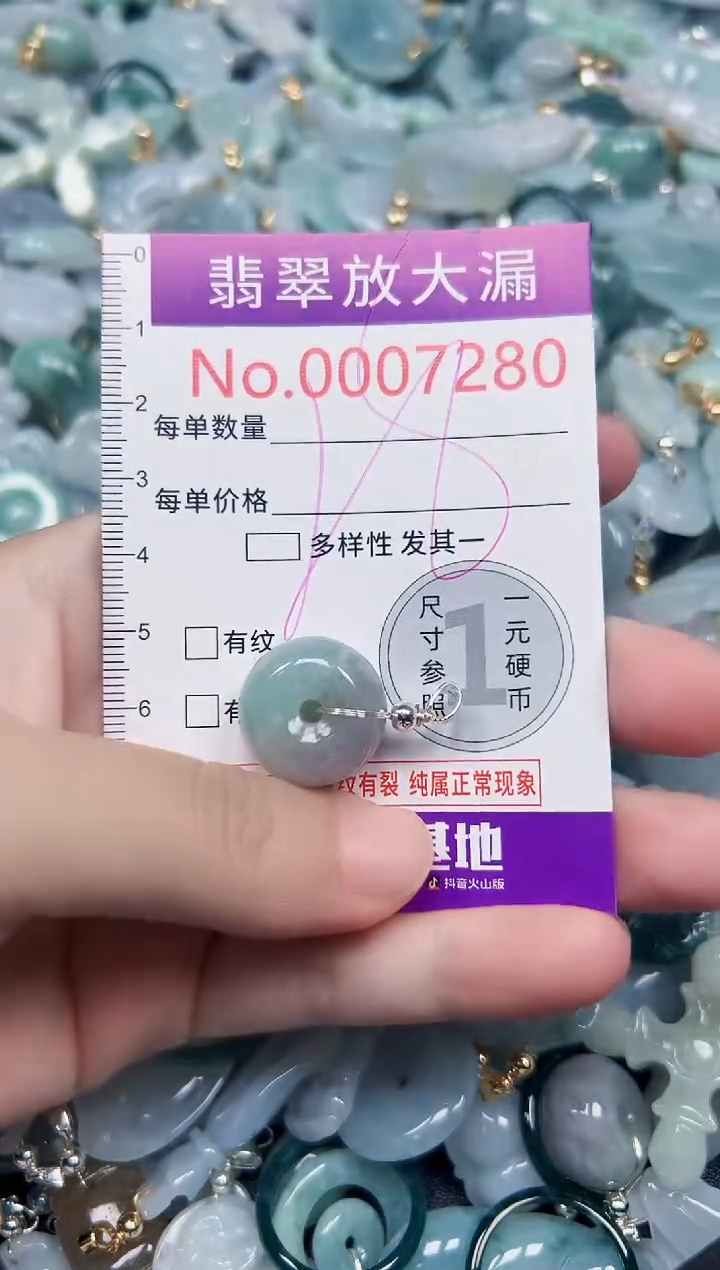 翡翠放大漏
No.0007280
每单数量
每单价格
多样性 发其一
尺寸参照
1
一元硬币
有纹
有
纹有裂 纯属正常现象
基地
抖音火山版
0
1
2
3
4
5
6